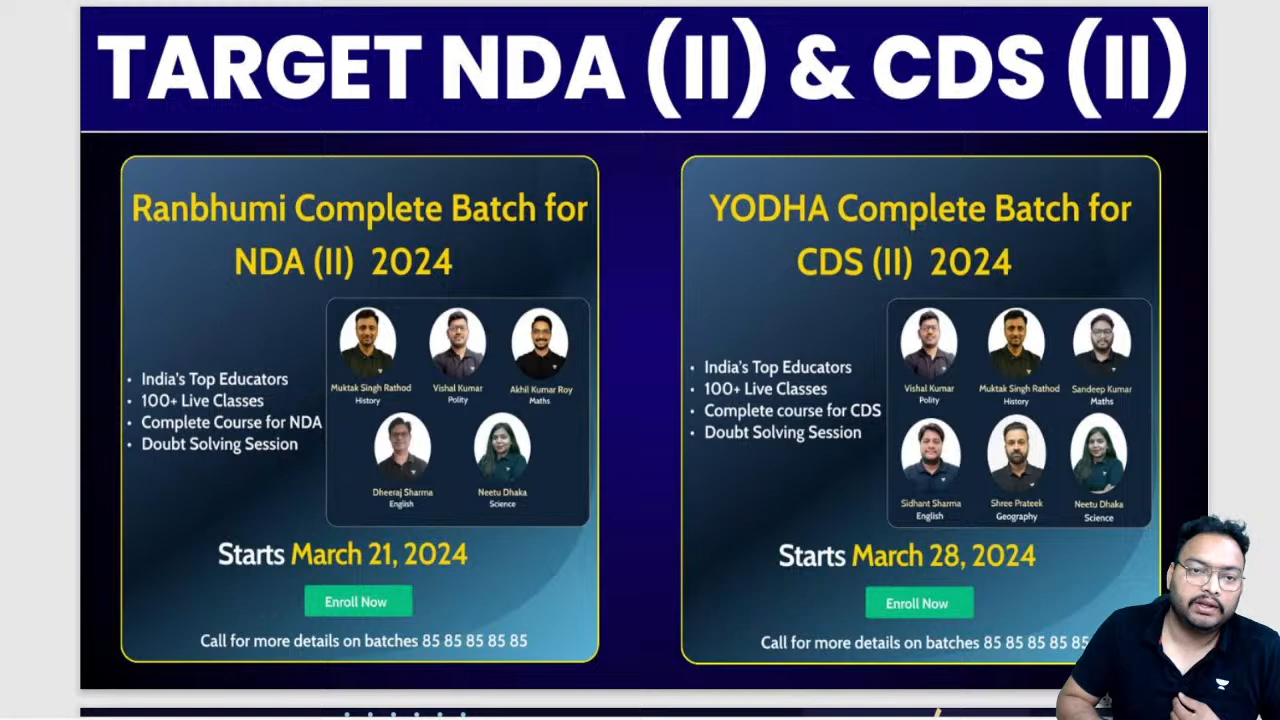 TARGET NDA (II) & CDS (II)
Ranbhumi Complete Batch for
NDA (II) 2024
• India's Top Educators
• 100+ Live Classes
• Complete Course for NDA
• Doubt Solving Session
Muktak Singh Rathod
History
Vishal Kumar
Polity
Akhil Kumar Roy
Maths
Dheeraj Sharma
English
Neetu Dhaka
Science
Starts March 21, 2024
Enroll Now
Call for more details on batches 85 85 85 85 85
YODHA Complete Batch for
CDS (II) 2024
• India's Top Educators
• 100+ Live Classes
• Complete course for CDS
• Doubt Solving Session
Vishal Kumar
Polity
Muktak Singh Rathod
History
Sandeep Kumar
Maths
Sidhant Sharma
English
Shree Prateek
Geography
Neetu Dhaka
Science
Starts March 28, 2024
Enroll Now
Call for more details on batches 85 85 85 85 85